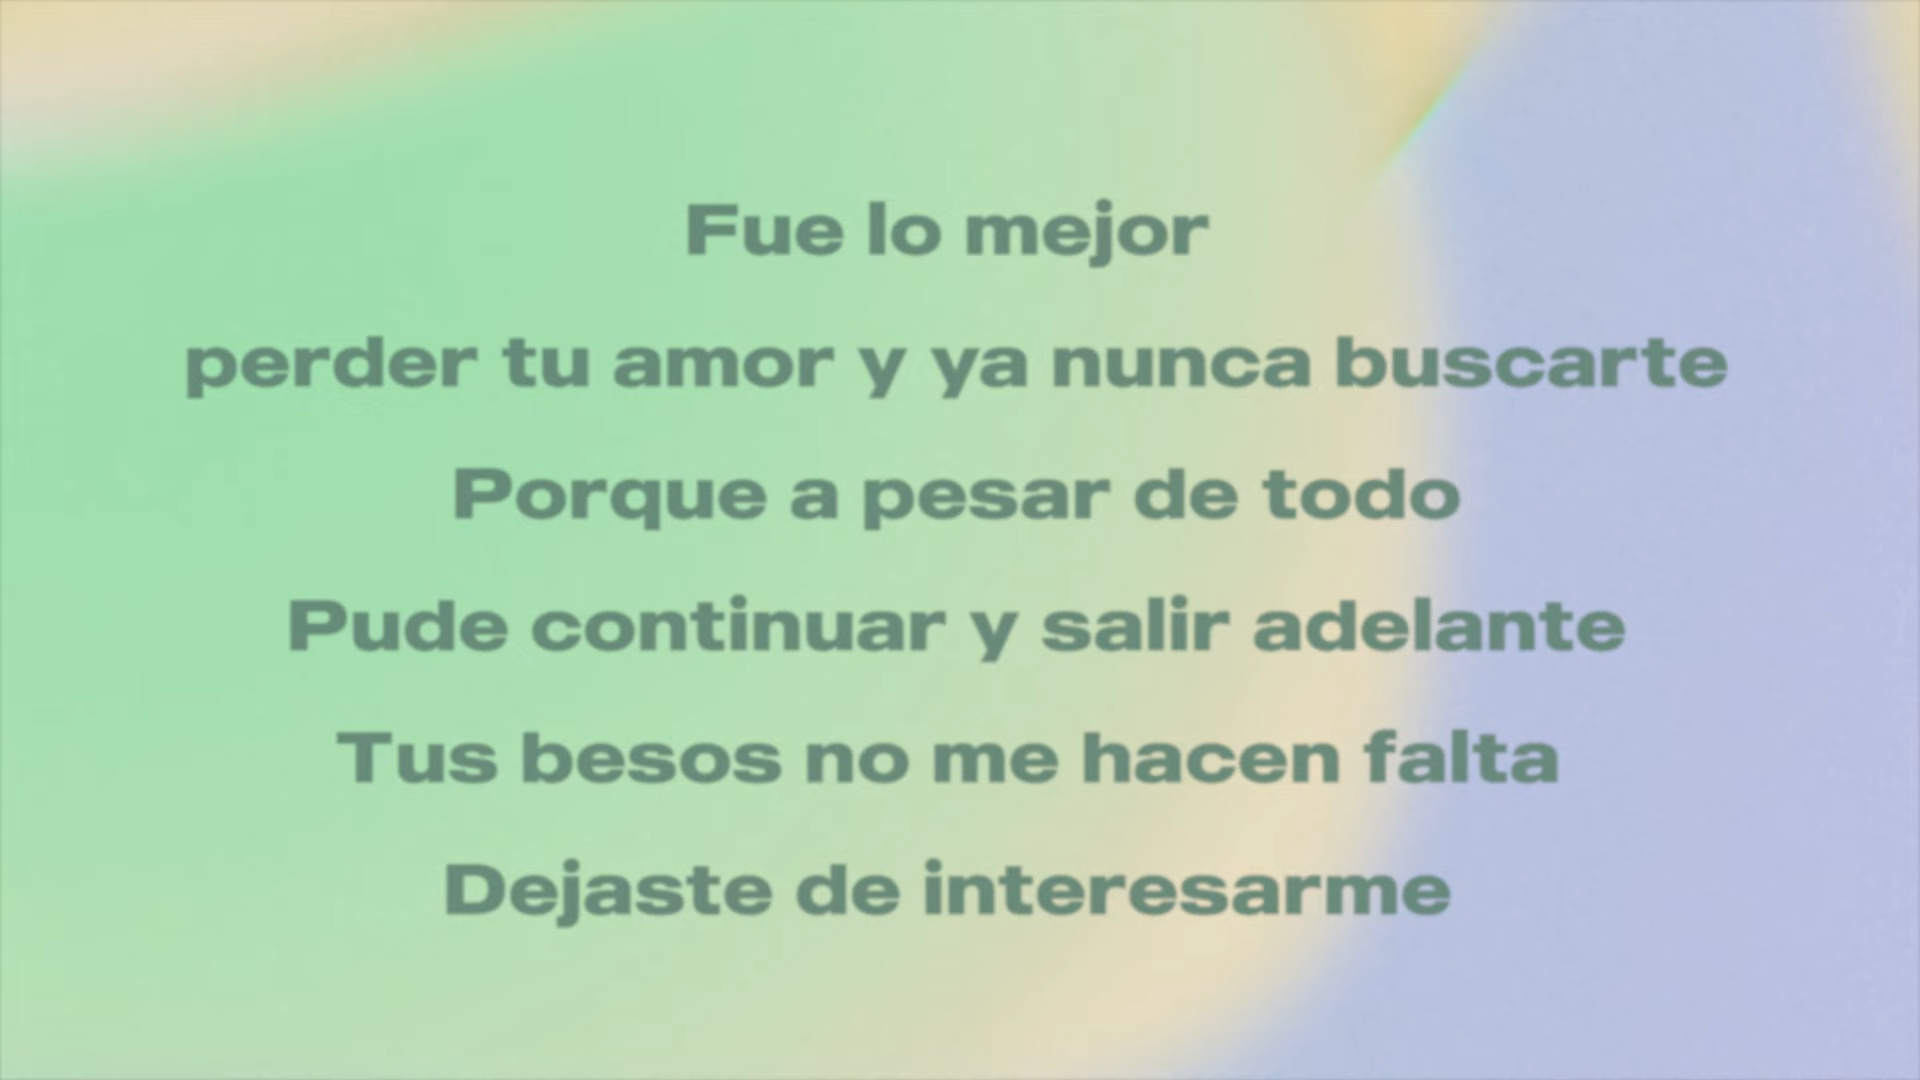 Fue lo mejor
perder tu amor y ya nunca buscarte
Porque a pesar de todo
Pude continuar y salir adelante
Tus besos no me hacen falta
Dejaste de interesarme